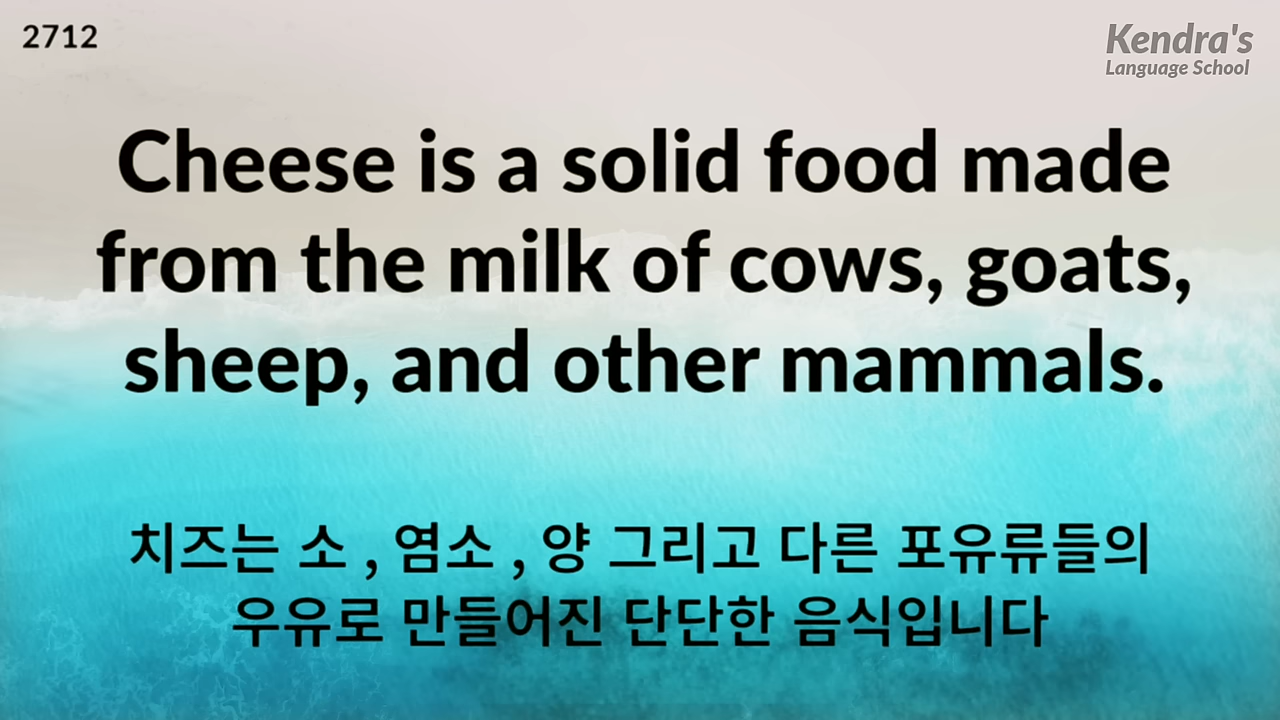 2712
Kendra's
Language School
Cheese is a solid food made
from the milk of cows, goats,
sheep, and other mammals.
치즈는 소 , 염소 , 양 그리고 다른 포유류들의
우유로 만들어진 단단한 음식입니다